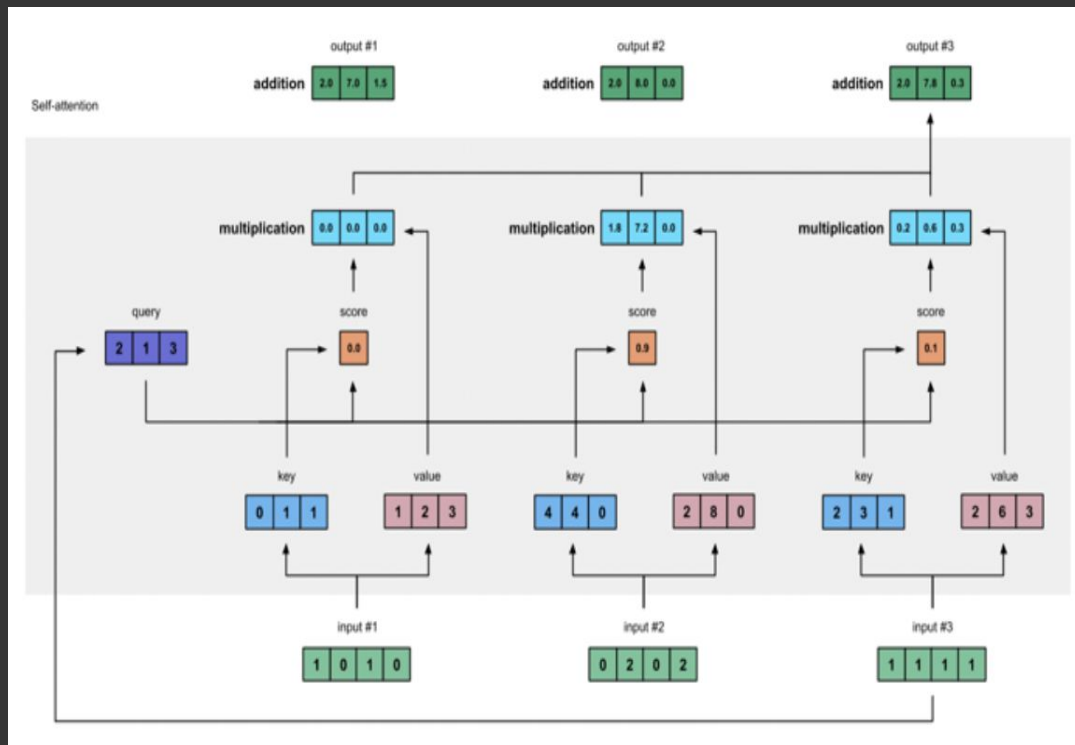 output #1 output #2 output #3
addition 2.0 7.0 1.5 addition 2.0 8.0 0.0 addition 2.0 7.8 0.3
Self-attention
multiplication 0.0 0.0 0.0 multiplication 1.8 7.2 0.0 multiplication 0.2 0.6 0.3
query score score score
2 1 3 0.0 0.9 0.1
key value key value key value
0 1 1 1 2 3 4 4 0 2 8 0 2 3 1 2 6 3
input #1 input #2 input #3
1 0 1 0 0 2 0 2 1 1 1 1